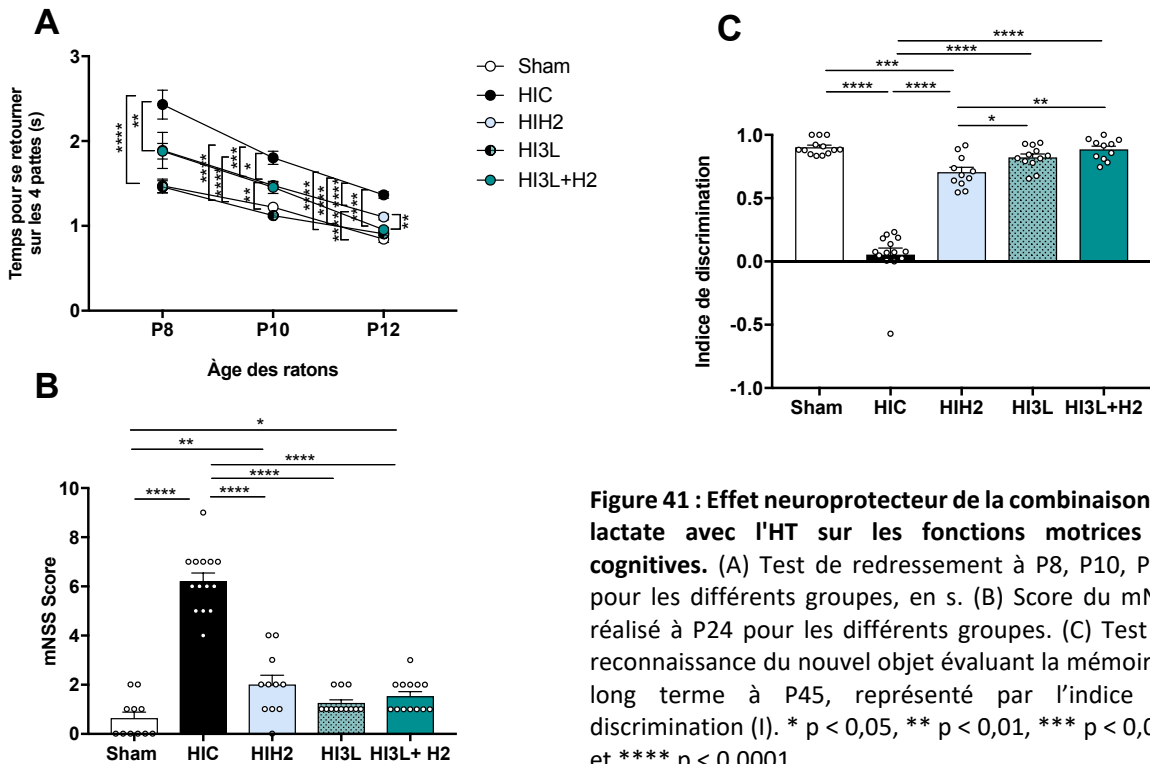 A
Temps pour se retourner
sur les 4 pattes (s)
3
2
1
0
P8
P10
P12
Àge des ratons
****
**
****
****
***
*
*
**
****
****
****
****
****
**
**
Sham
HIC
HIH2
HI3L
HI3L+H2
B
mNSS Score
10
8
6
4
2
0
*
**
****
****
****
****
Sham
HIC
HIH2
HI3L
HI3L+ H2
C
Indice de discrimination
1.0
0.5
0.0
-0.5
-1.0
****
****
***
****
****
**
*
Sham
HIC
HIH2
HI3L
HI3L+H2
Figure 41 : Effet neuroprotecteur de la combinaison
lactate avec l'HT sur les fonctions motrices
cognitives. (A) Test de redressement à P8, P10, P
pour les différents groupes, en s. (B) Score du mN
réalisé à P24 pour les différents groupes. (C) Test
reconnaissance du nouvel objet évaluant la mémoir
long terme à P45, représenté par l’indice
discrimination (I). * p < 0,05, ** p < 0,01, *** p < 0,0
et **** p < 0,0001